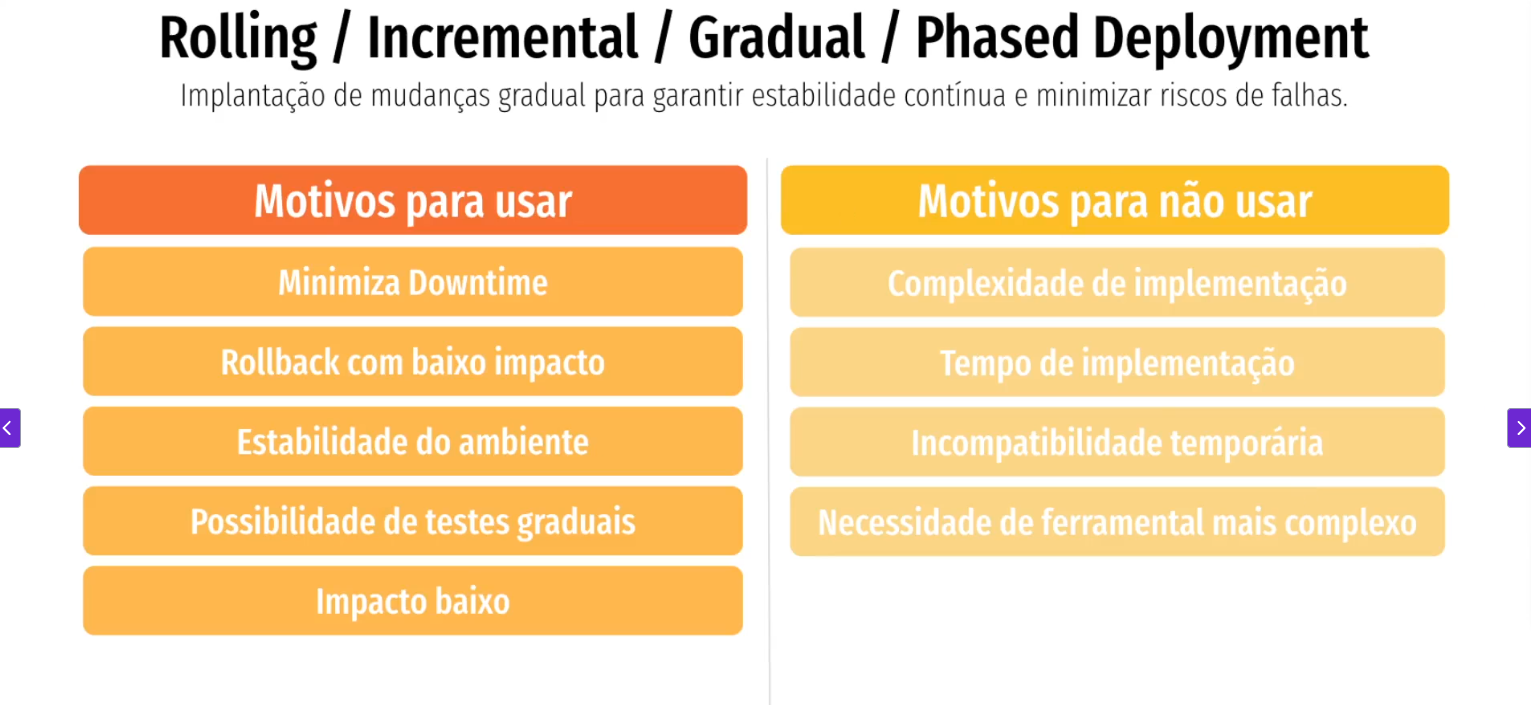 Rolling / Incremental / Gradual / Phased Deployment
Implantação de mudanças gradual para garantir estabilidade contínua e minimizar riscos de falhas.
Motivos para usar
Minimiza Downtime
Rollback com baixo impacto
Estabilidade do ambiente
Possibilidade de testes graduais
Impacto baixo
Motivos para não usar
Complexidade de implementação
Tempo de implementação
Incompatibilidade temporária
Necessidade de ferramental mais complexo